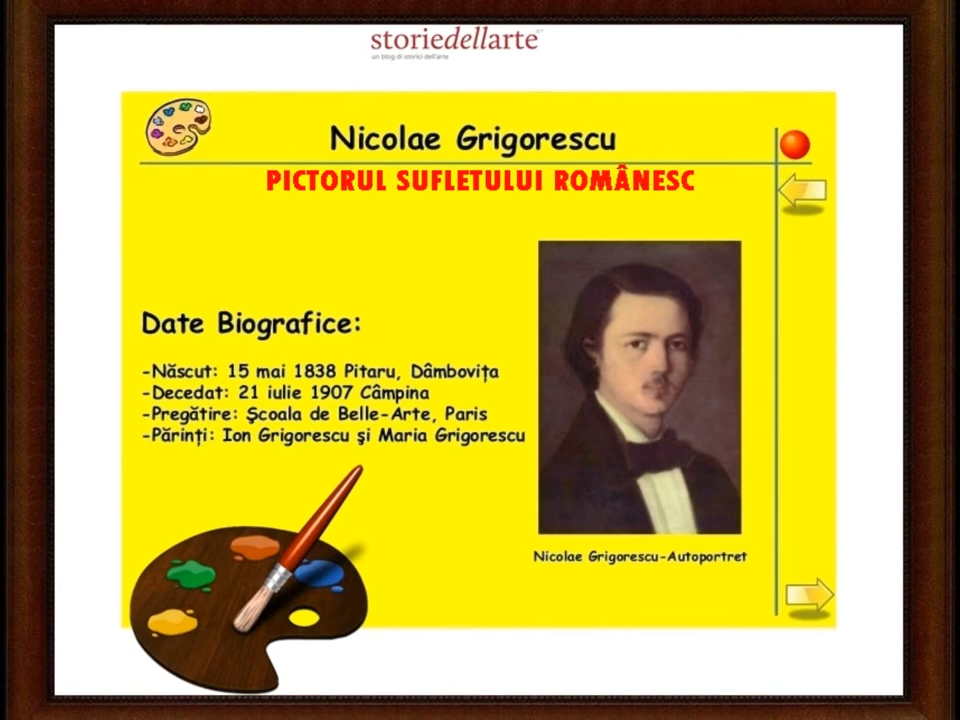 storiedellarte
un blog di storici dell'arte
Nicolae Grigorescu
PICTORUL SUFLETULUI ROMÂNESC
Date Biografice:
-Născut: 15 mai 1838 Pitaru, Dâmbovița
-Decedat: 21 iulie 1907 Câmpina
-Pregătire: Şcoala de Belle-Arte, Paris
-Părinți: Ion Grigorescu şi Maria Grigorescu
Nicolae Grigorescu-Autoportret